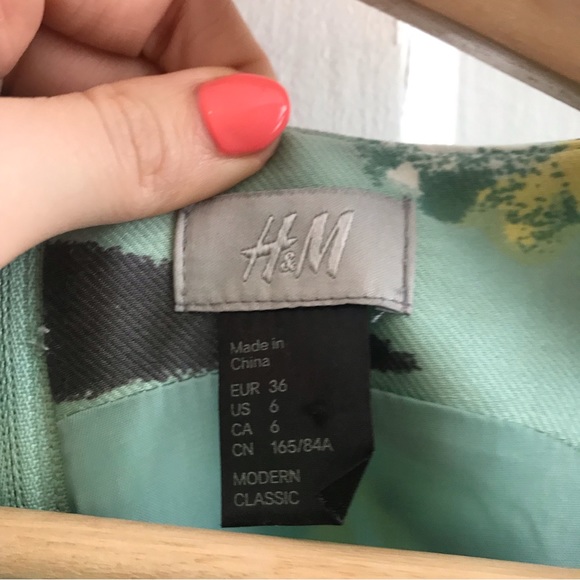 H&M
Made in
China
EUR 36
US 6
CA 6
CN 165/84A
MODERN
CLASSIC